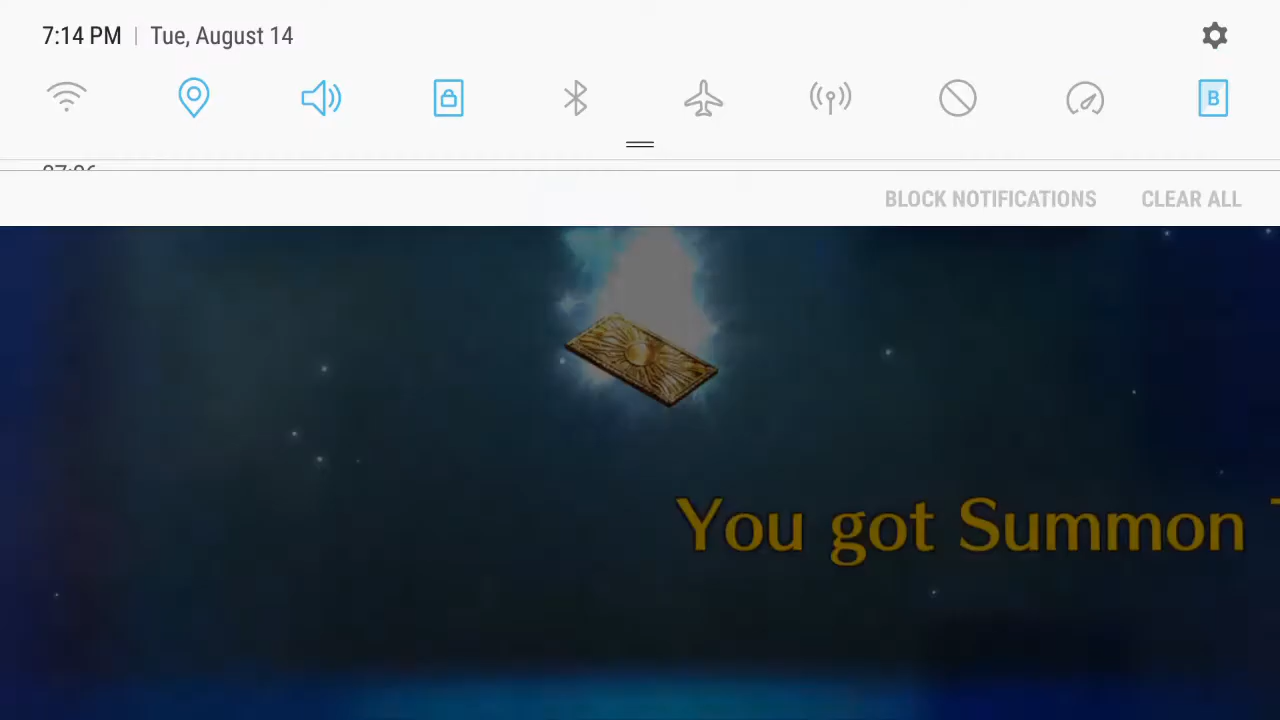 7:14 PM | Tue, August 14
B
BLOCK NOTIFICATIONS CLEAR ALL
You got Summon